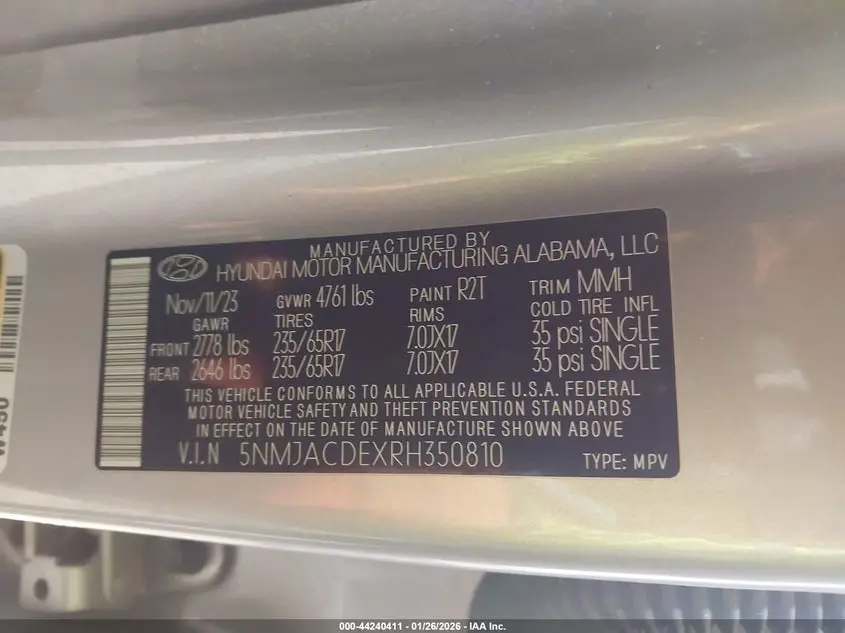 MANUFACTURED BY
HYUNDAI MOTOR MANUFACTURING ALABAMA, LLC
Nov/11/23 GVWR 4761 lbs PAINT R2T TRIM MMH
GAWR TIRES RIMS COLD TIRE INFL
FRONT 2778 lbs 235/65R17 7.0JX17 35 psi SINGLE
REAR 2646 lbs 235/65R17 7.0JX17 35 psi SINGLE
THIS VEHICLE CONFORMS TO ALL APPLICABLE U.S.A. FEDERAL
MOTOR VEHICLE SAFETY AND THEFT PREVENTION STANDARDS
IN EFFECT ON THE DATE OF MANUFACTURE SHOWN ABOVE
V.I.N 5NMJACDEXRH350810 TYPE: MPV
W450
000-44240411 - 01/26/2026 - IAA Inc.